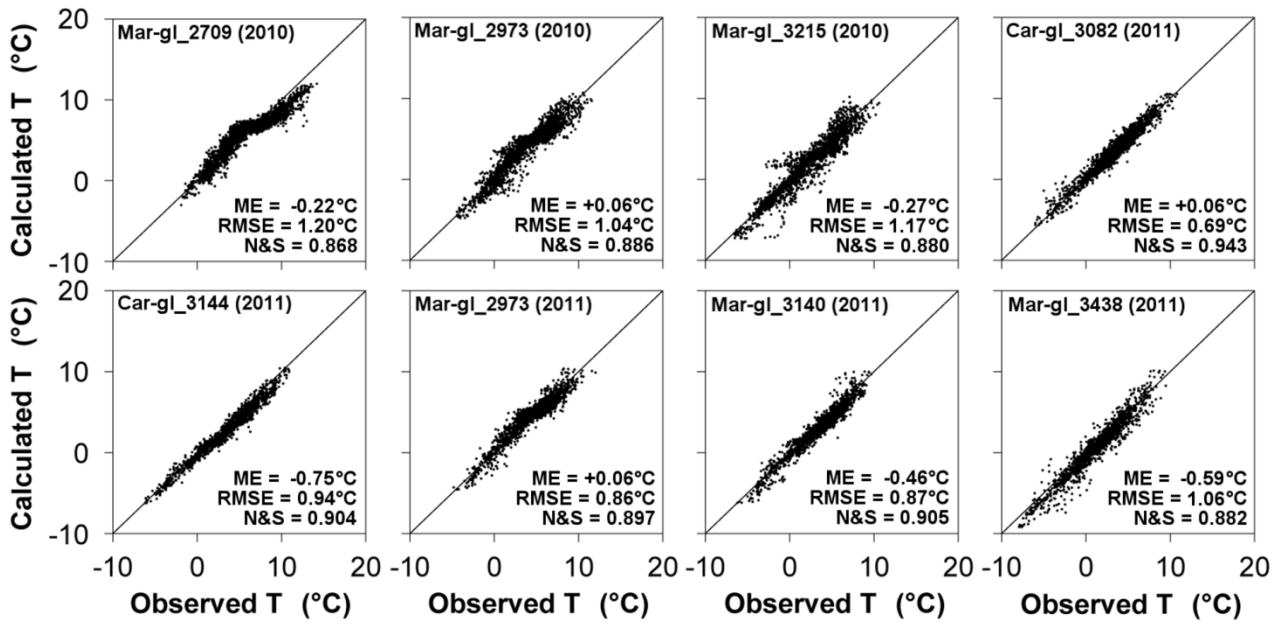 20
10
0
-10
Calculated T (°C)
Mar-gl_2709 (2010)
ME = -0.22°C
RMSE = 1.20°C
N&S = 0.868
Mar-gl_2973 (2010)
ME = +0.06°C
RMSE = 1.04°C
N&S = 0.886
Mar-gl_3215 (2010)
ME = -0.27°C
RMSE = 1.17°C
N&S = 0.880
Car-gl_3082 (2011)
ME = +0.06°C
RMSE = 0.69°C
N&S = 0.943
20
10
0
-10
Calculated T (°C)
Car-gl_3144 (2011)
ME = -0.75°C
RMSE = 0.94°C
N&S = 0.904
Mar-gl_2973 (2011)
ME = +0.06°C
RMSE = 0.86°C
N&S = 0.897
Mar-gl_3140 (2011)
ME = -0.46°C
RMSE = 0.87°C
N&S = 0.905
Mar-gl_3438 (2011)
ME = -0.59°C
RMSE = 1.06°C
N&S = 0.882
-10 0 10 20
-10 0 10 20
-10 0 10 20
-10 0 10 20
Observed T (°C)
Observed T (°C)
Observed T (°C)
Observed T (°C)